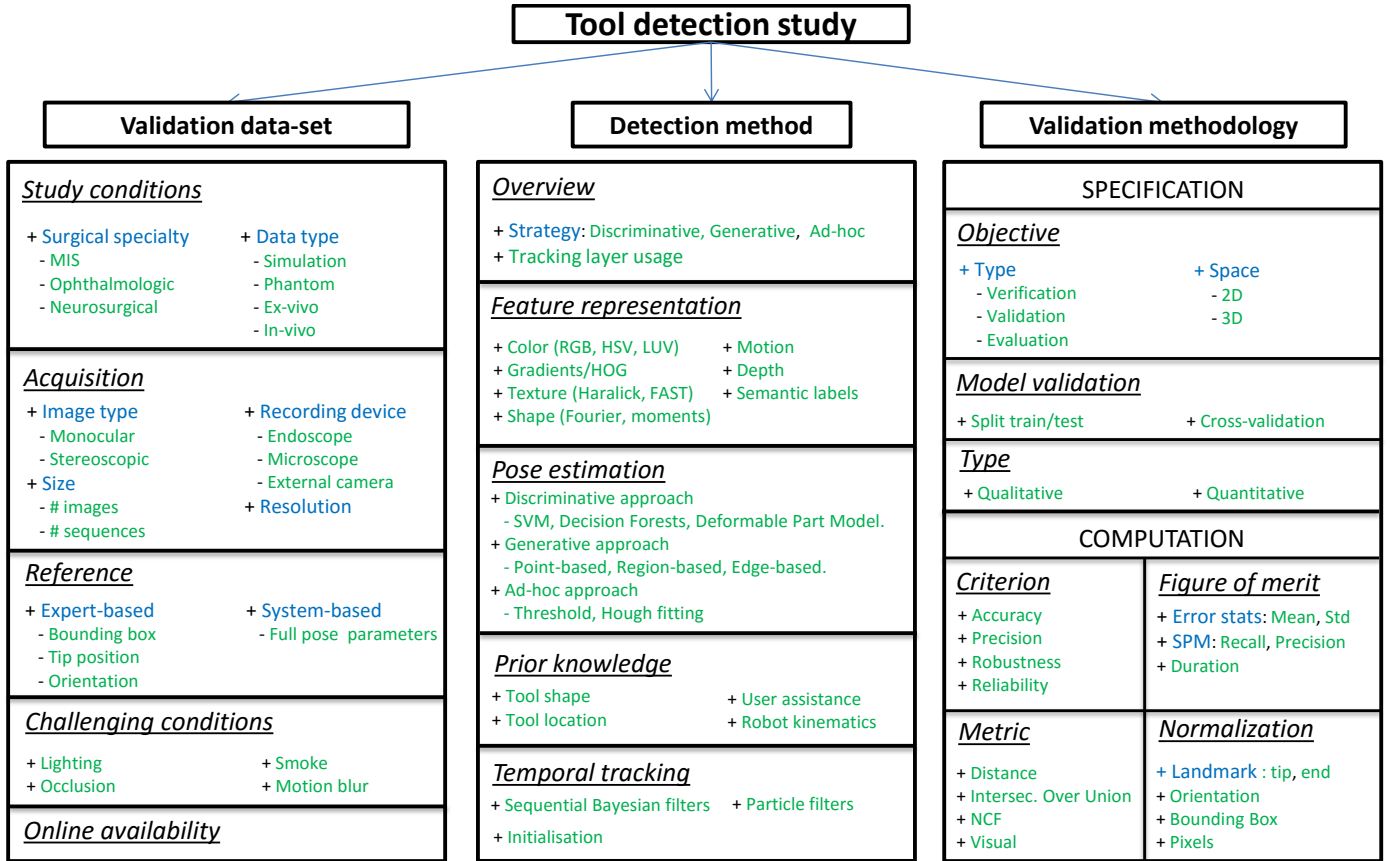 Tool detection study
Validation data-set
Study conditions
+ Surgical specialty
- MIS
- Ophthalmologic
- Neurosurgical
+ Data type
- Simulation
- Phantom
- Ex-vivo
- In-vivo
Acquisition
+ Image type
- Monocular
- Stereoscopic
+ Size
- # images
- # sequences
+ Recording device
- Endoscope
- Microscope
- External camera
+ Resolution
Reference
+ Expert-based
- Bounding box
- Tip position
- Orientation
+ System-based
- Full pose parameters
Challenging conditions
+ Lighting
+ Occlusion
+ Smoke
+ Motion blur
Online availability
Detection method
Overview
+ Strategy: Discriminative, Generative, Ad-hoc
+ Tracking layer usage
Feature representation
+ Color (RGB, HSV, LUV)
+ Gradients/HOG
+ Texture (Haralick, FAST)
+ Shape (Fourier, moments)
+ Motion
+ Depth
+ Semantic labels
Pose estimation
+ Discriminative approach
- SVM, Decision Forests, Deformable Part Model.
+ Generative approach
- Point-based, Region-based, Edge-based.
+ Ad-hoc approach
- Threshold, Hough fitting
Prior knowledge
+ Tool shape
+ Tool location
+ User assistance
+ Robot kinematics
Temporal tracking
+ Sequential Bayesian filters
+ Particle filters
+ Initialisation
Validation methodology
SPECIFICATION
Objective
+ Type
- Verification
- Validation
- Evaluation
+ Space
- 2D
- 3D
Model validation
+ Split train/test
+ Cross-validation
Type
+ Qualitative
+ Quantitative
COMPUTATION
Criterion
+ Accuracy
+ Precision
+ Robustness
+ Reliability
Figure of merit
+ Error stats: Mean, Std
+ SPM: Recall, Precision
+ Duration
Metric
+ Distance
+ Intersec. Over Union
+ NCF
+ Visual
Normalization
+ Landmark : tip, end
+ Orientation
+ Bounding Box
+ Pixels